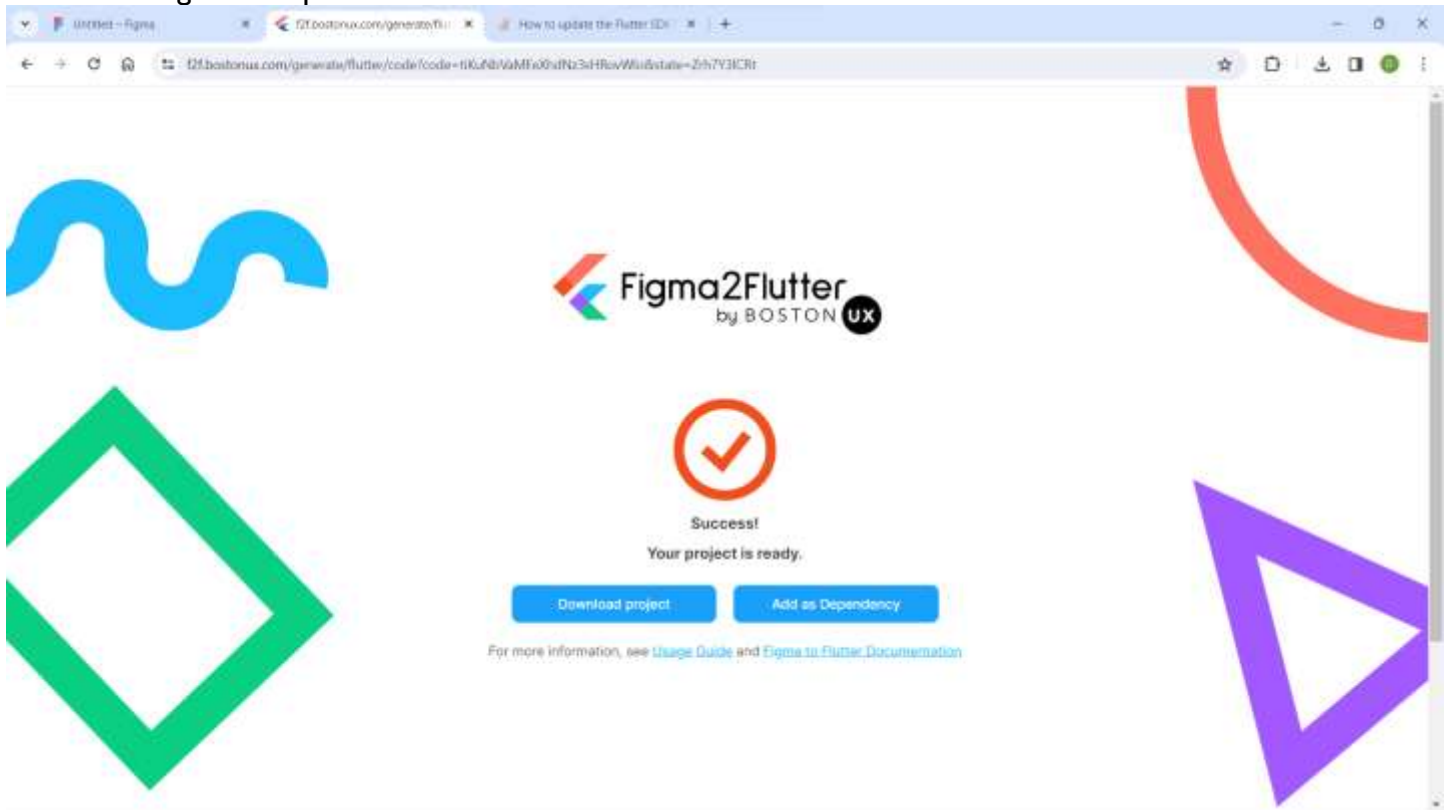 Untitled – Figma
f2f.bostonux.com/generate/flu
How to update the Flutter SDK
+
Figma2Flutter
by BOSTON UX
Success!
Your project is ready.
Download project
Add as Dependency
For more information, see Usage Guide and Figma to Flutter Documentation